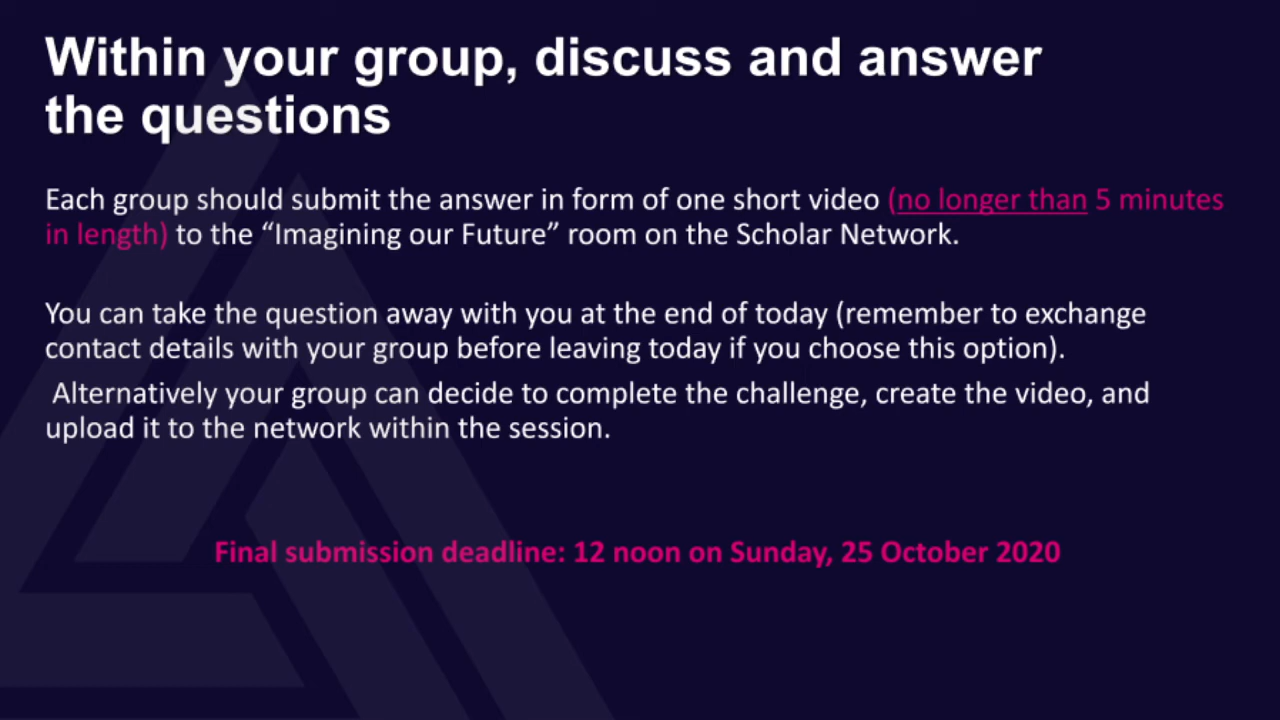 Within your group, discuss and answer
the questions
Each group should submit the answer in form of one short video (no longer than 5 minutes
in length) to the “Imagining our Future” room on the Scholar Network.
You can take the question away with you at the end of today (remember to exchange
contact details with your group before leaving today if you choose this option).
Alternatively your group can decide to complete the challenge, create the video, and
upload it to the network within the session.
Final submission deadline: 12 noon on Sunday, 25 October 2020